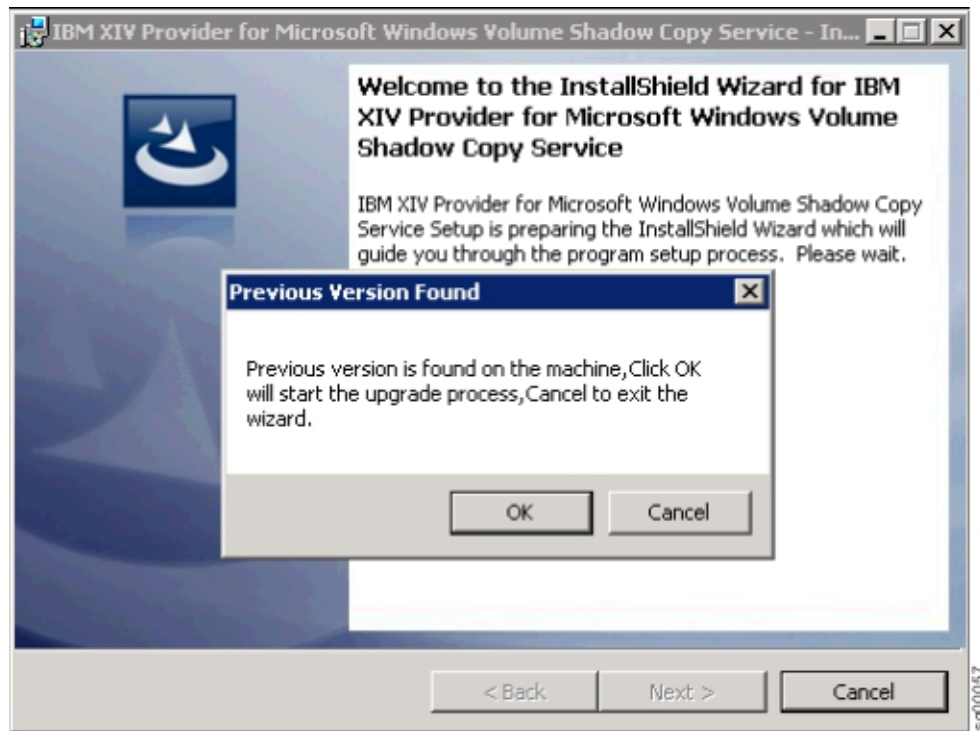 IBM XIV Provider for Microsoft Windows Volume Shadow Copy Service - In...
Welcome to the InstallShield Wizard for IBM
XIV Provider for Microsoft Windows Volume
Shadow Copy Service
IBM XIV Provider for Microsoft Windows Volume Shadow Copy
Service Setup is preparing the InstallShield Wizard which will
guide you through the program setup process. Please wait.
Previous Version Found
Previous version is found on the machine,Click OK
will start the upgrade process,Cancel to exit the
wizard.
OK
Cancel
< Back
Next >
Cancel